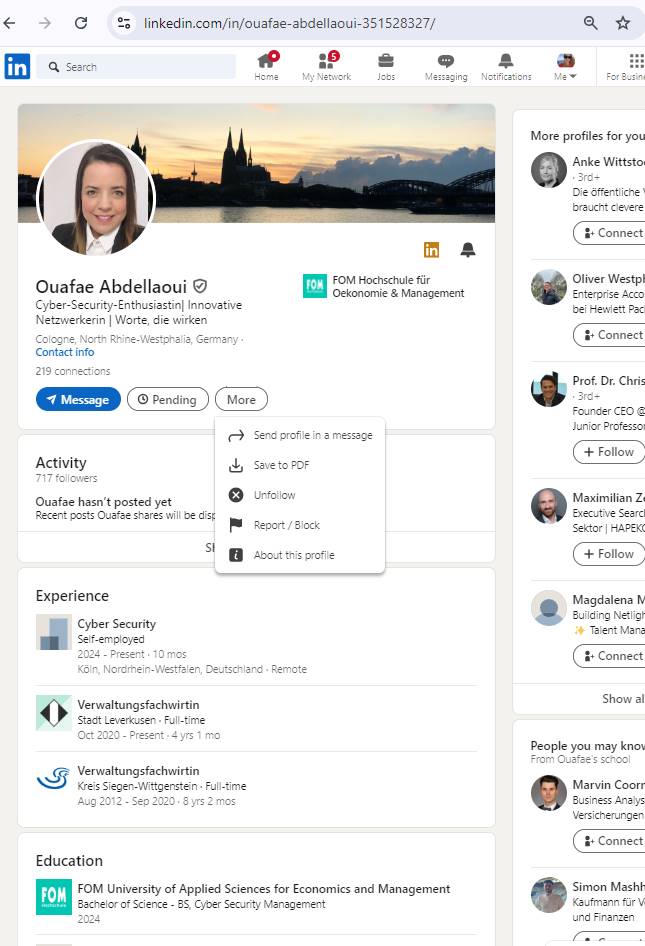 linkedin.com/in/ouafae-abdellaoui-351528327/
in
Search
Home
5
My Network
Jobs
Messaging
Notifications
Me
For Busine
in
Ouafae Abdellaoui
Cyber-Security-Enthusiastin| Innovative
Netzwerkerin | Worte, die wirken
Cologne, North Rhine-Westphalia, Germany ·
Contact info
219 connections
FOM
Hochschule
FOM Hochschule für
Oekonomie & Management
Message
Pending
More
Send profile in a message
Save to PDF
Unfollow
Report / Block
About this profile
Activity
717 followers
Ouafae hasn't posted yet
Recent posts Ouafae shares will be disp
Sh
Experience
Cyber Security
Self-employed
2024 - Present · 10 mos
Köln, Nordrhein-Westfalen, Deutschland · Remote
Verwaltungsfachwirtin
Stadt Leverkusen · Full-time
Oct 2020 - Present · 4 yrs 1 mo
Verwaltungsfachwirtin
Kreis Siegen-Wittgenstein · Full-time
Aug 2012 - Sep 2020 · 8 yrs 2 mos
Education
FOM
Hochschule
FOM University of Applied Sciences for Economics and Management
Bachelor of Science - BS, Cyber Security Management
2024
More profiles for you
Anke Wittsto
· 3rd+
Die öffentliche V
braucht clevere
Connect
Oliver Westph
Enterprise Acco
bei Hewlett Pac
Connect
Prof. Dr. Chris
· 3rd+
Founder CEO @
Junior Professor
+ Follow
Maximilian Ze
Executive Searc
Sektor | HAPEKO
+ Follow
Magdalena M
Building Netligh
✨ Talent Mana
Connect
Show al
People you may know
From Ouafae's school
Marvin Coorr
Business Analys
Versicherungen
Connect
Simon Mashh
Kaufmann für Ve
und Finanzen